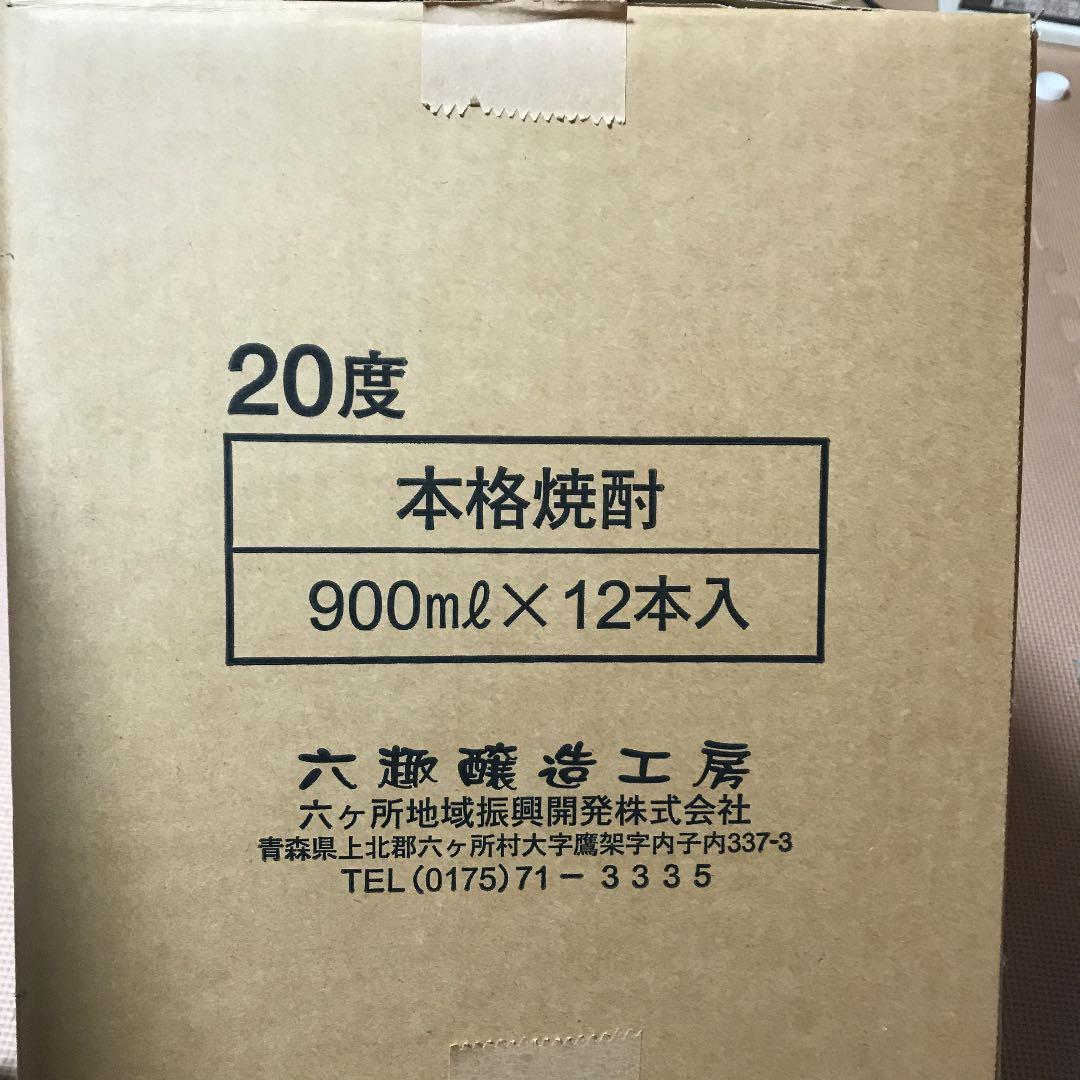 20度
本格焼酎
900mℓ×12本入
六趣醸造工房
六ヶ所地域振興開発株式会社
青森県上北郡六ヶ所村大字鷹架字内子内337-3
TEL(0175)71－3335